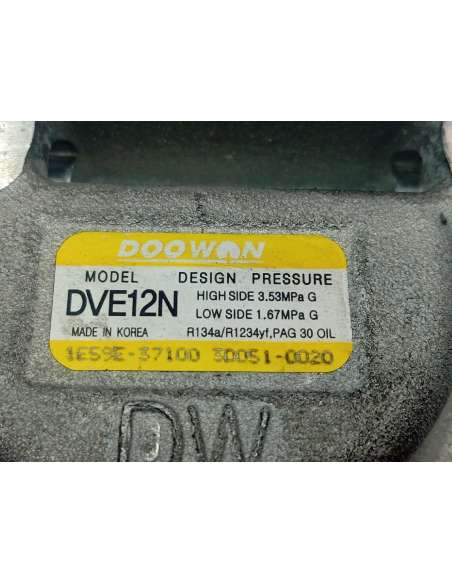 DOOWON
MODEL DESIGN PRESSURE
DVE12N HIGH SIDE 3.53MPa G
LOW SIDE 1.67MPa G
MADE IN KOREA R134a/R1234yf, PAG 30 OIL
1E59E-37100 3D051-0020
DW